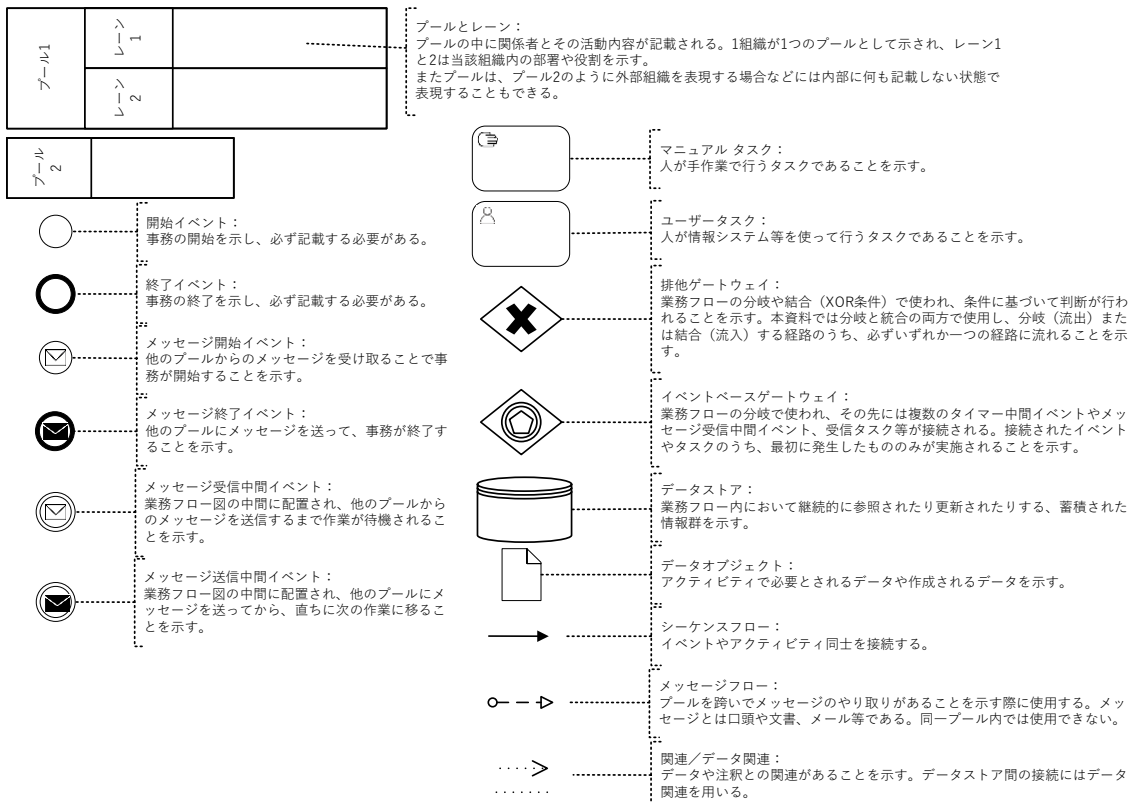 プール1
レーン
1
レーン
2
プール
2
プールとレーン：
プールの中に関係者とその活動内容が記載される。1組織が1つのプールとして示され、レーン1
と2は当該組織内の部署や役割を示す。
またプールは、プール2のように外部組織を表現する場合などには内部に何も記載しない状態で
表現することもできる。
開始イベント：
事務の開始を示し、必ず記載する必要がある。
終了イベント：
事務の終了を示し、必ず記載する必要がある。
メッセージ開始イベント：
他のプールからのメッセージを受け取ることで事
務が開始することを示す。
メッセージ終了イベント：
他のプールにメッセージを送って、事務が終了す
ることを示す。
メッセージ受信中間イベント：
業務フロー図の中間に配置され、他のプールから
のメッセージを送信するまで作業が待機されるこ
とを示す。
メッセージ送信中間イベント：
業務フロー図の中間に配置され、他のプールにメ
ッセージを送ってから、直ちに次の作業に移るこ
とを示す。
マニュアル タスク：
人が手作業で行うタスクであることを示す。
ユーザータスク：
人が情報システム等を使って行うタスクであることを示す。
排他ゲートウェイ：
業務フローの分岐や結合（XOR条件）で使われ、条件に基づいて判断が行わ
れることを示す。本資料では分岐と統合の両方で使用し、分岐（流出）また
は結合（流入）する経路のうち、必ずいずれか一つの経路に流れることを示
す。
イベントベースゲートウェイ：
業務フローの分岐で使われ、その先には複数のタイマー中間イベントやメッ
セージ受信中間イベント、受信タスク等が接続される。接続されたイベント
やタスクのうち、最初に発生したもののみが実施されることを示す。
データストア：
業務フロー内において継続的に参照されたり更新されたりする、蓄積された
情報群を示す。
データオブジェクト：
アクティビティで必要とされるデータや作成されるデータを示す。
シーケンスフロー：
イベントやアクティビティ同士を接続する。
メッセージフロー：
プールを跨いでメッセージのやり取りがあることを示す際に使用する。メッ
セージとは口頭や文書、メール等である。同一プール内では使用できない。
関連／データ関連：
データや注釈との関連があることを示す。データストア間の接続にはデータ
関連を用いる。